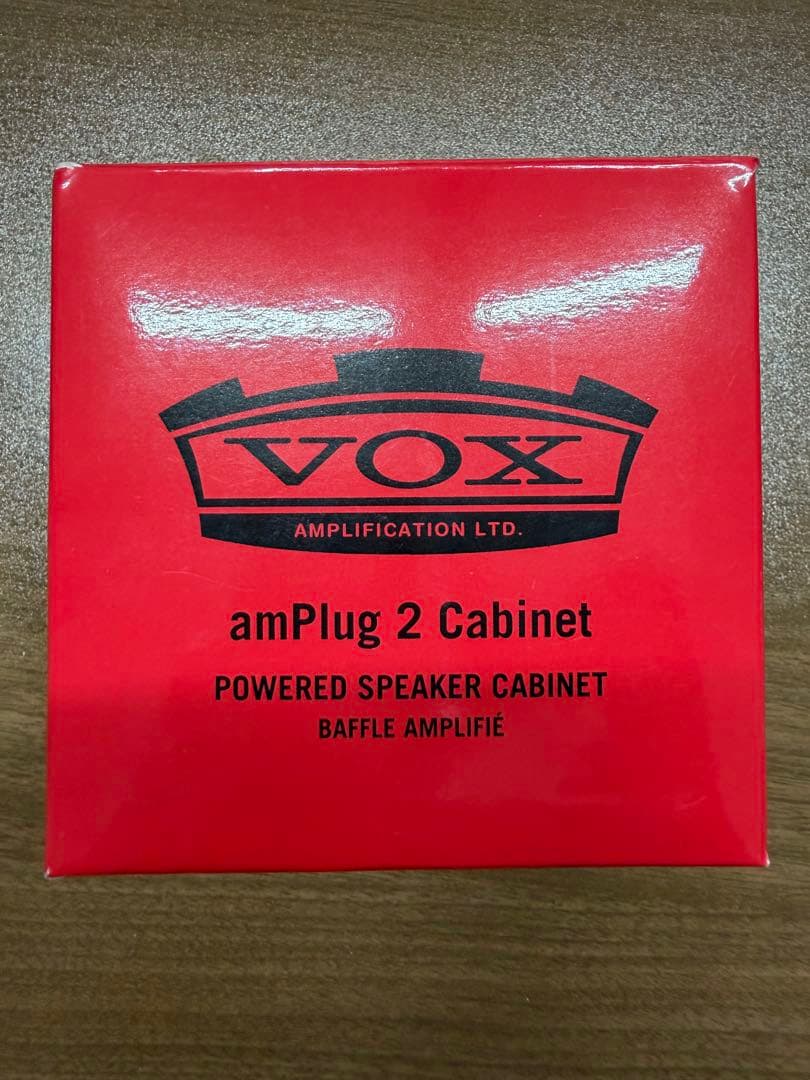 VOX
AMPLIFICATION LTD.
amPlug 2 Cabinet
POWERED SPEAKER CABINET
BAFFLE AMPLIFIÉ